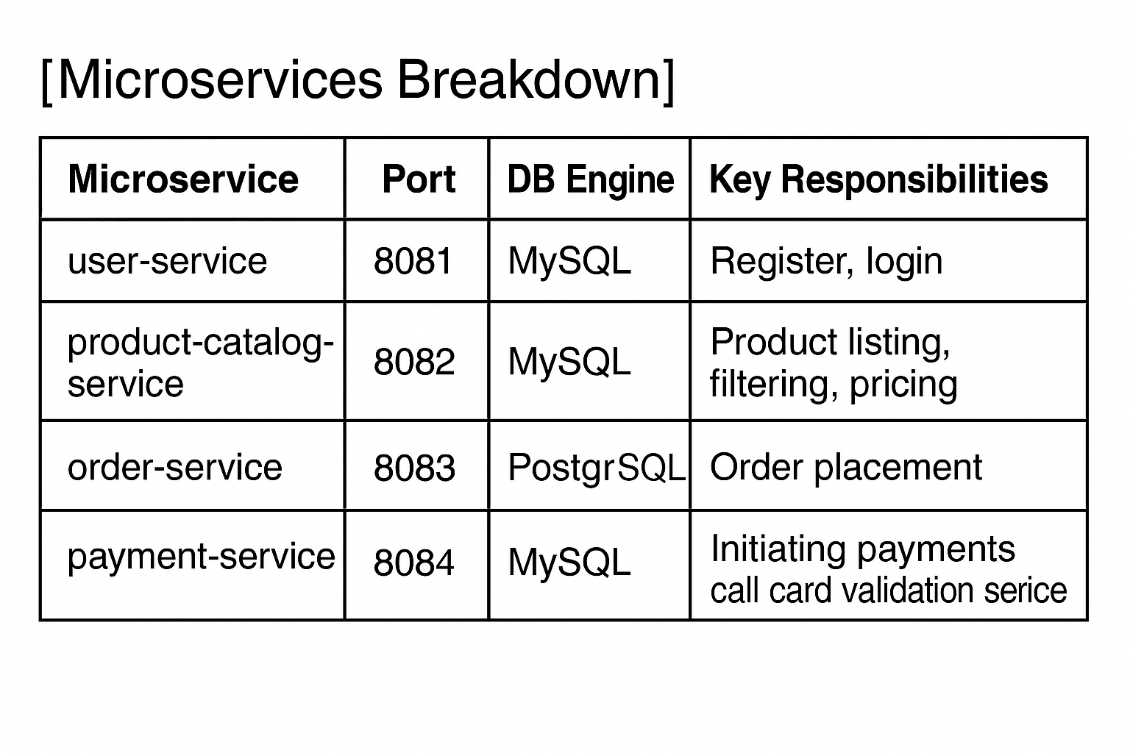 [Microservices Breakdown]
Microservice Port DB Engine Key Responsibilities
user-service 8081 MySQL Register, login
product-catalog-
service 8082 MySQL Product listing,
filtering, pricing
order-service 8083 PostgrSQL Order placement
payment-service 8084 MySQL Initiating payments
call card validation serice